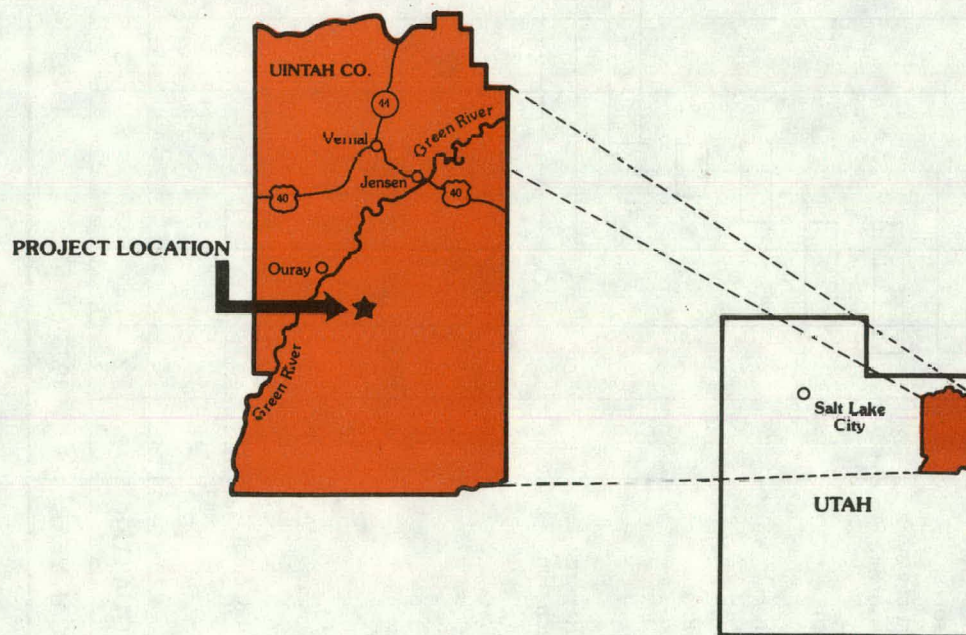 UINTAH CO.
44
Vernal
Green River
Jensen
40
40
PROJECT LOCATION
Ouray
Green River
Salt Lake
City
UTAH